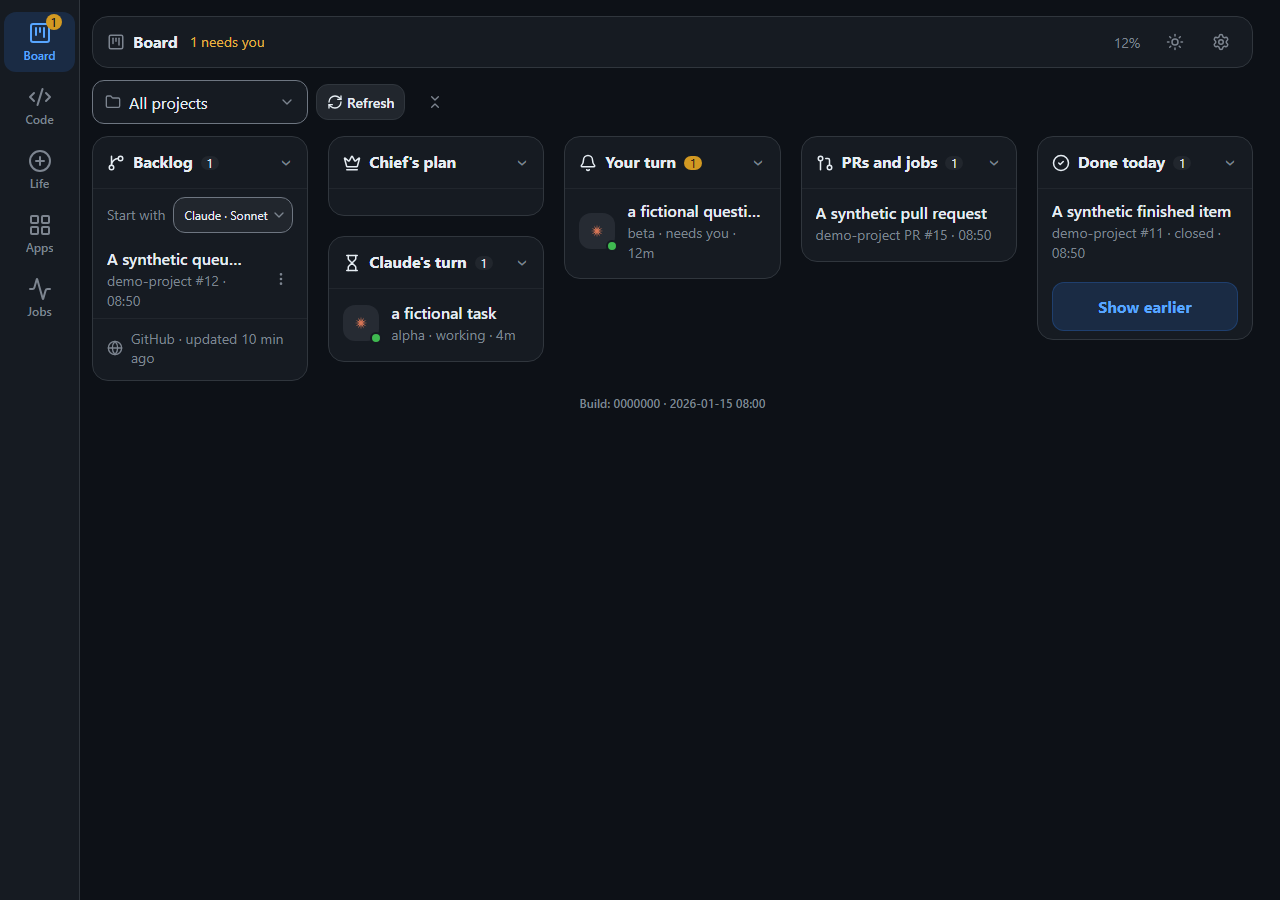 1
Board
Code
Life
Apps
Jobs
Board 1 needs you
12%
All projects
Refresh
Backlog 1
Start with Claude · Sonnet
A synthetic queu...
demo-project #12 ·
08:50
GitHub · updated 10 min
ago
Chief's plan
Claude's turn 1
a fictional task
alpha · working · 4m
Your turn 1
a fictional questi...
beta · needs you ·
12m
PRs and jobs 1
A synthetic pull request
demo-project PR #15 · 08:50
Done today 1
A synthetic finished item
demo-project #11 · closed ·
08:50
Show earlier
Build: 0000000 · 2026-01-15 08:00